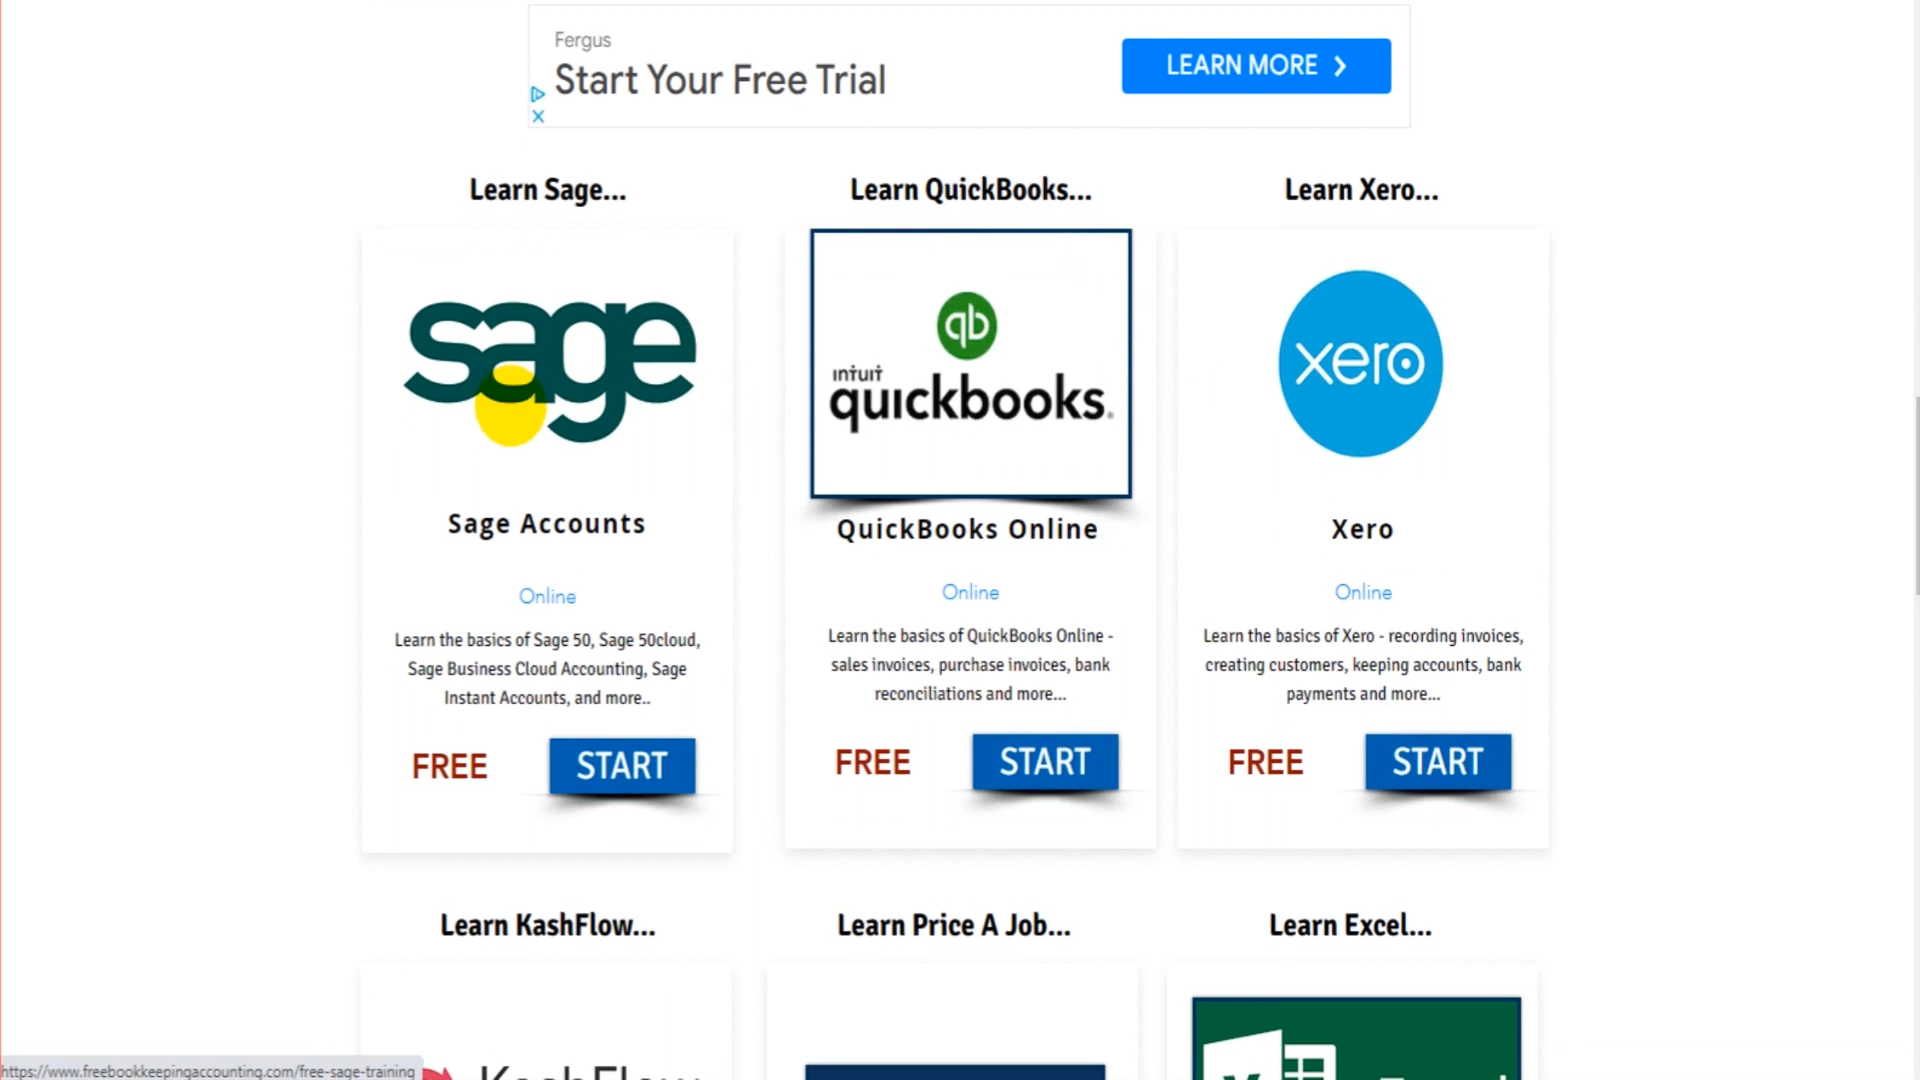 Fergus
Start Your Free Trial
LEARN MORE
Learn Sage...
Learn QuickBooks...
Learn Xero...
sage
qb
intuit
quickbooks.
xero
Sage Accounts
QuickBooks Online
Xero
Online
Online
Online
Learn the basics of Sage 50, Sage 50cloud,
Sage Business Cloud Accounting, Sage
Instant Accounts, and more..
Learn the basics of QuickBooks Online -
sales invoices, purchase invoices, bank
reconciliations and more...
Learn the basics of Xero - recording invoices,
creating customers, keeping accounts, bank
payments and more...
FREE
START
FREE
START
FREE
START
Learn KashFlow...
Learn Price A Job...
Learn Excel...
KashFlow
https://www.freebookkeepingaccounting.com/free-sage-training